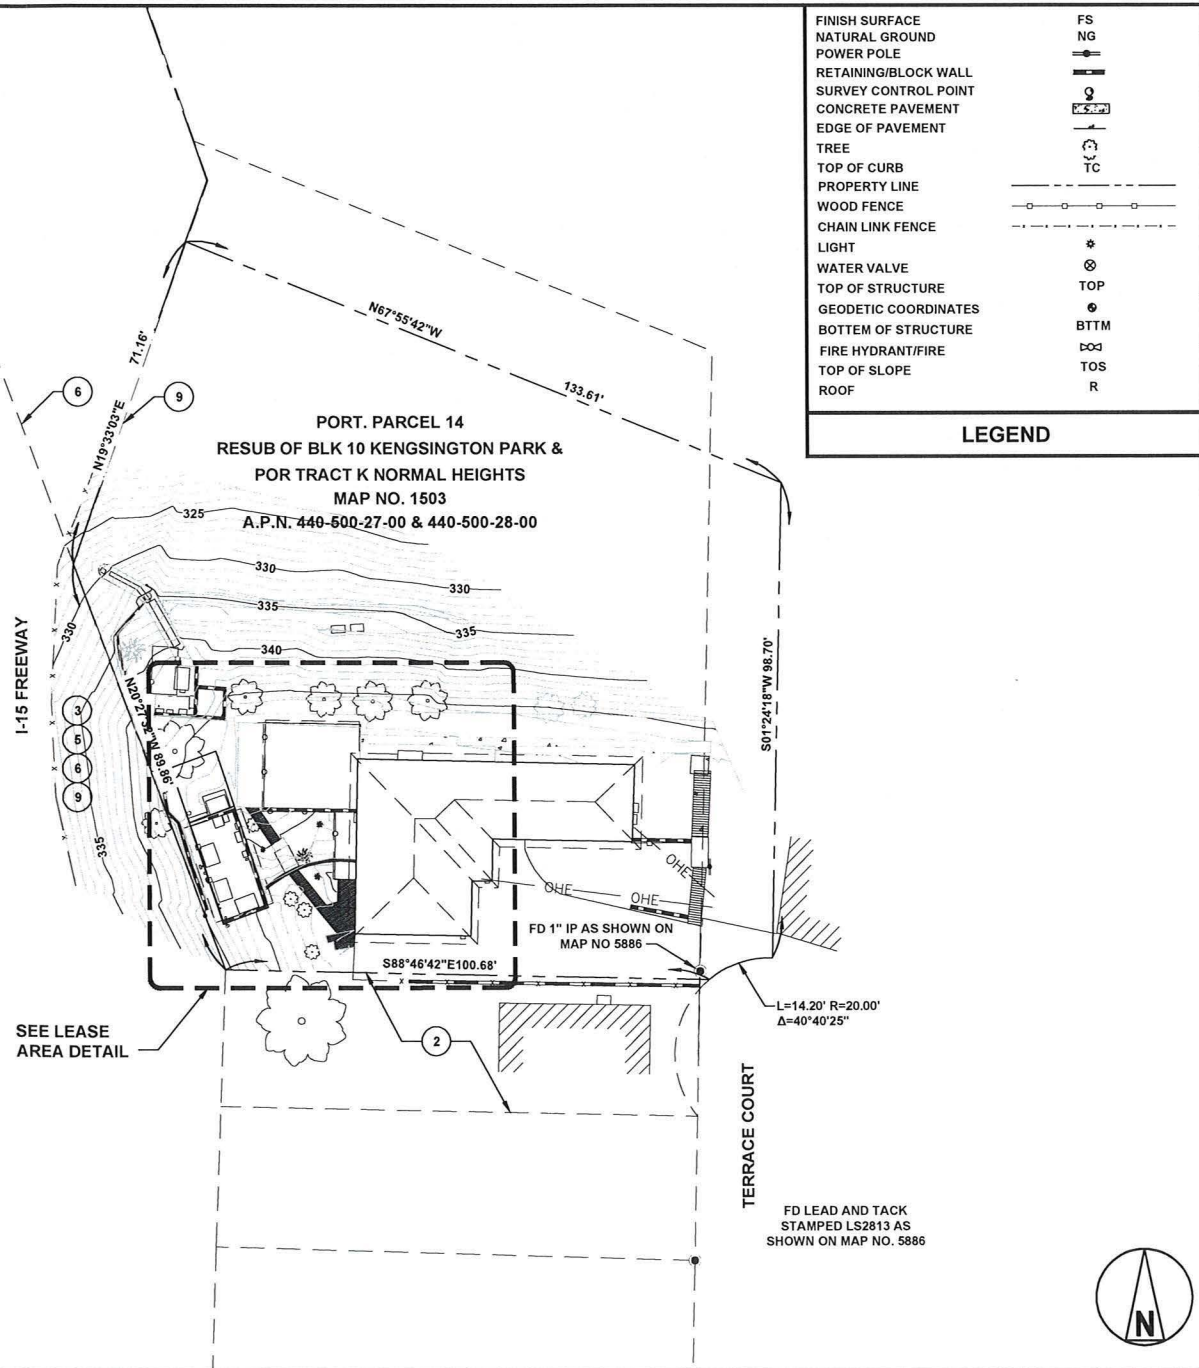 FINISH SURFACE FS
NATURAL GROUND NG
POWER POLE
RETAINING/BLOCK WALL
SURVEY CONTROL POINT
CONCRETE PAVEMENT
EDGE OF PAVEMENT
TREE
TOP OF CURB TC
PROPERTY LINE
WOOD FENCE
CHAIN LINK FENCE
LIGHT
WATER VALVE
TOP OF STRUCTURE TOP
GEODETIC COORDINATES
BOTTEM OF STRUCTURE BTTM
FIRE HYDRANT/FIRE
TOP OF SLOPE TOS
ROOF R
LEGEND
N67°55'42"W
133.61'
71.16'
N19°33'03"E
6
9
PORT. PARCEL 14
RESUB OF BLK 10 KENGSINGTON PARK &
POR TRACT K NORMAL HEIGHTS
MAP NO. 1503
A.P.N. 440-500-27-00 & 440-500-28-00
325
330
330
335
335
340
330
335
I-15 FREEWAY
3
5
6
9
N20°27'32"W 89.86'
S01°24'18"W 98.70'
OHE
OHE
OHE
FD 1" IP AS SHOWN ON
MAP NO 5886
S88°46'42"E100.68'
L=14.20' R=20.00'
Δ=40°40'25"
SEE LEASE
AREA DETAIL
2
TERRACE COURT
FD LEAD AND TACK
STAMPED LS2813 AS
SHOWN ON MAP NO. 5886
N